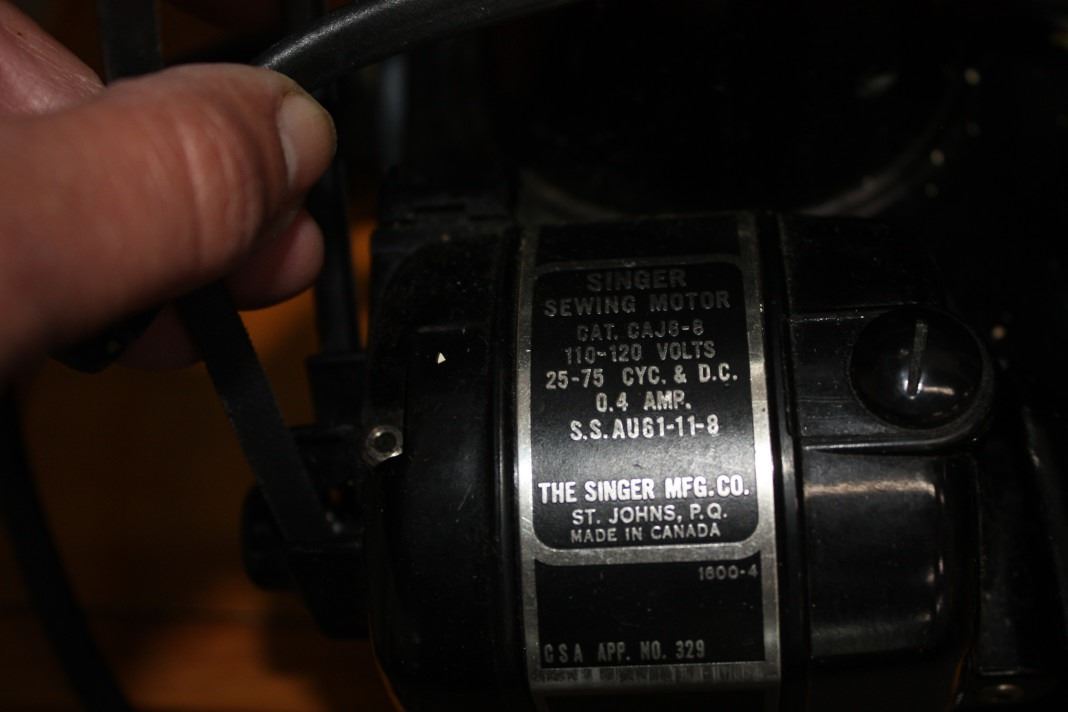 SINGER
SEWING MOTOR
CAT. CAJ6-8
110-120 VOLTS
25-75 CYC. & D.C.
0.4 AMP.
S.S. AU61-11-8
THE SINGER MFG. CO.
ST. JOHNS, P.Q.
MADE IN CANADA
1600-4
CSA APP. NO. 329